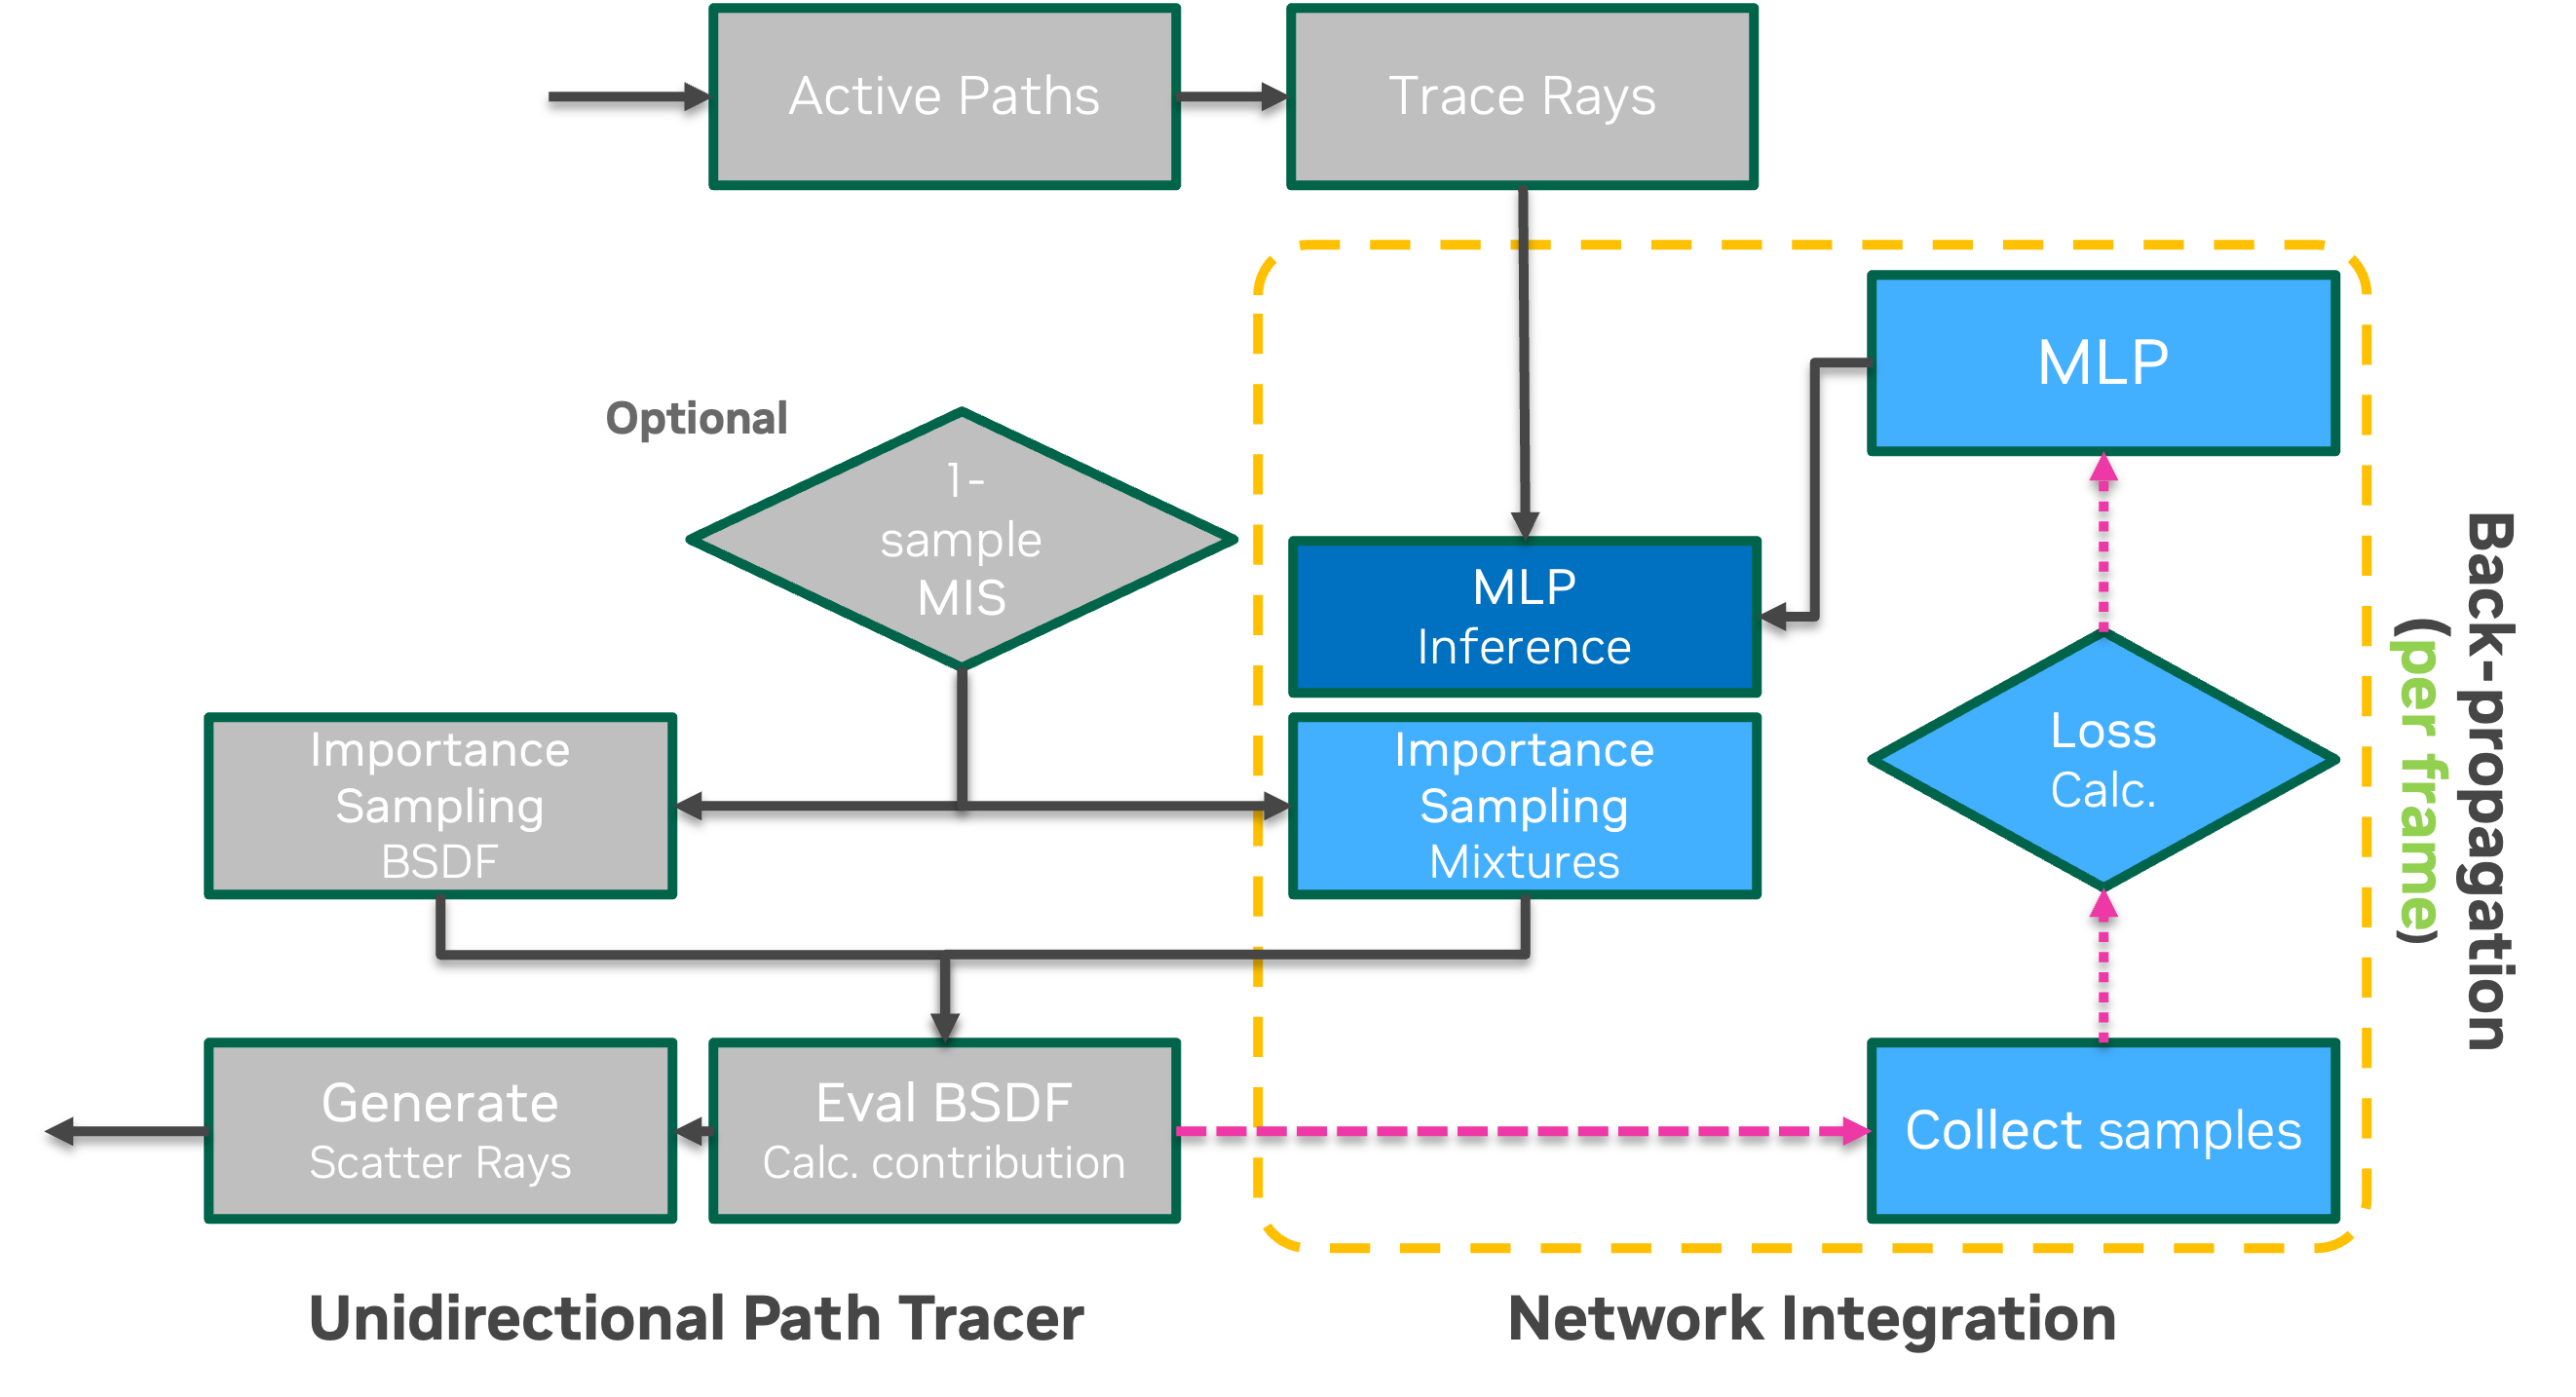 Active Paths
Trace Rays
MLP
Optional
1-
sample
MIS
MLP
Inference
Loss
Calc.
Importance
Sampling
BSDF
Importance
Sampling
Mixtures
Back-propagation
(per frame)
Generate
Scatter Rays
Eval BSDF
Calc. contribution
Collect samples
Unidirectional Path Tracer
Network Integration